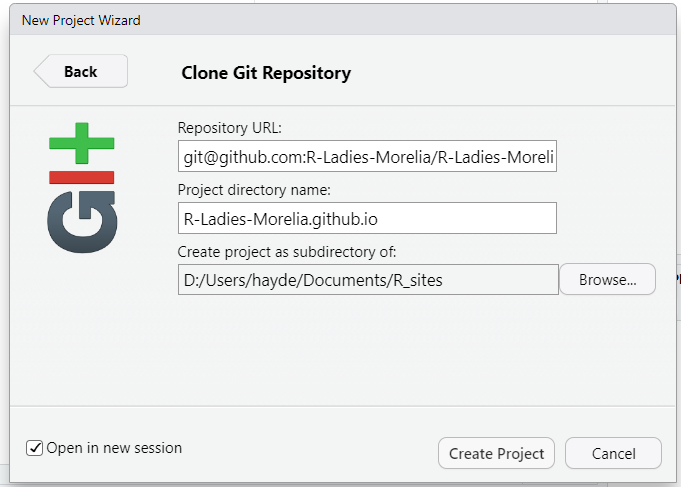 New Project Wizard
Back
Clone Git Repository
GIT
Repository URL:
git@github.com:R-Ladies-Morelia/R-Ladies-Moreli
Project directory name:
R-Ladies-Morelia.github.io
Create project as subdirectory of:
D:/Users/hayde/Documents/R_sites
Browse...
Open in new session
Create Project
Cancel